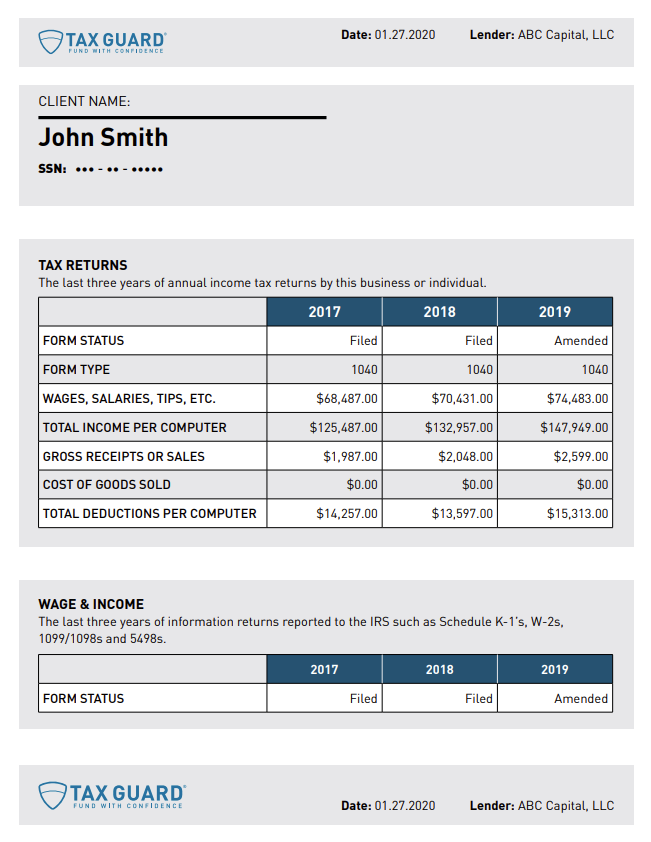 TAX GUARD®
FUND WITH CONFIDENCE
Date: 01.27.2020 Lender: ABC Capital, LLC
CLIENT NAME:
John Smith
SSN: ••• - •• - •••••
TAX RETURNS
The last three years of annual income tax returns by this business or individual.
2017 2018 2019
FORM STATUS Filed Filed Amended
FORM TYPE 1040 1040 1040
WAGES, SALARIES, TIPS, ETC. $68,487.00 $70,431.00 $74,483.00
TOTAL INCOME PER COMPUTER $125,487.00 $132,957.00 $147,949.00
GROSS RECEIPTS OR SALES $1,987.00 $2,048.00 $2,599.00
COST OF GOODS SOLD $0.00 $0.00 $0.00
TOTAL DEDUCTIONS PER COMPUTER $14,257.00 $13,597.00 $15,313.00
WAGE & INCOME
The last three years of information returns reported to the IRS such as Schedule K-1's, W-2s,
1099/1098s and 5498s.
2017 2018 2019
FORM STATUS Filed Filed Amended
TAX GUARD®
FUND WITH CONFIDENCE
Date: 01.27.2020 Lender: ABC Capital, LLC